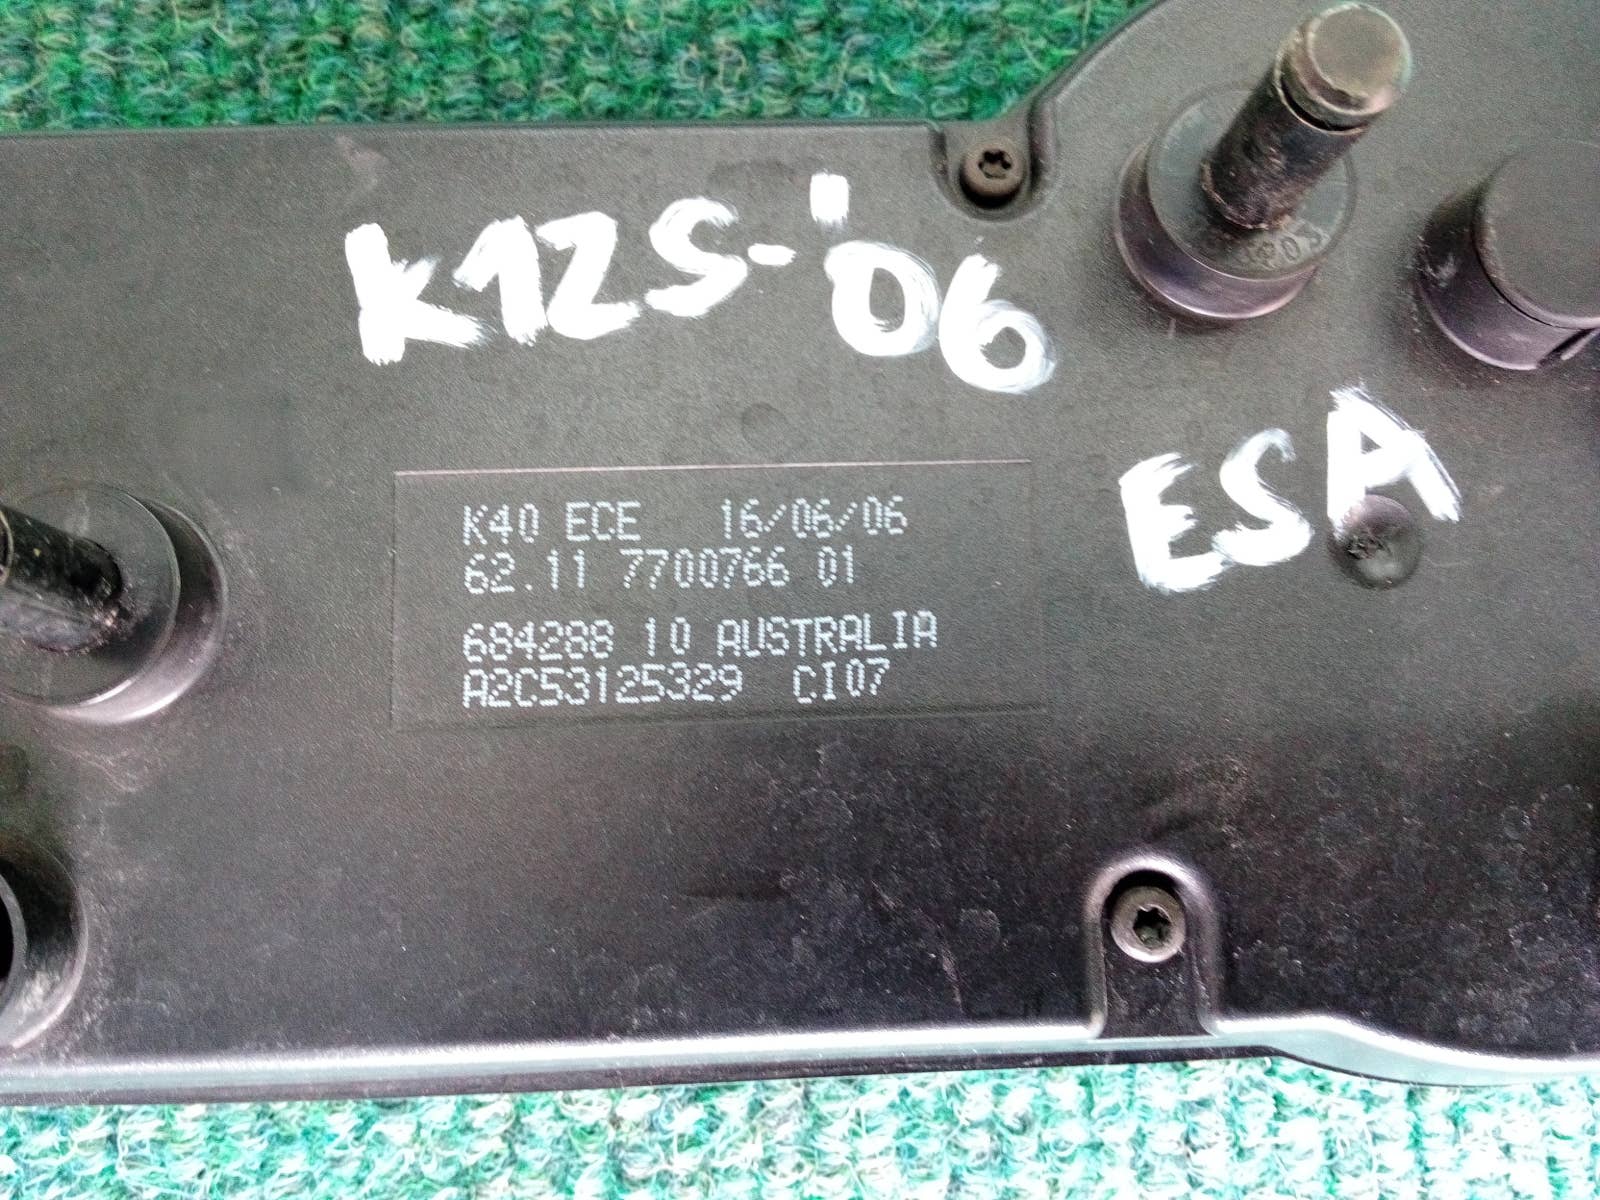 K12S-'06
ESA
K40 ECE 16/06/06
62.11 7700766 01
684288 10 AUSTRALIA
A2C53125329 CI07